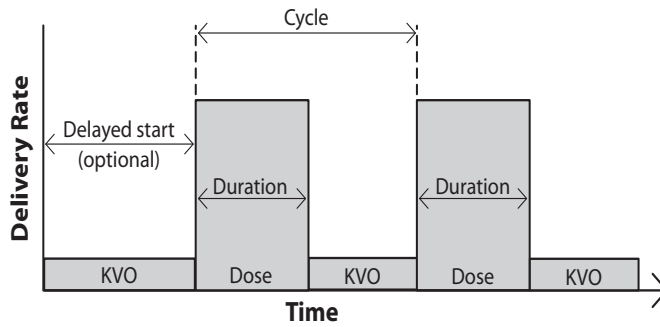 Cycle
Delivery Rate
Delayed start
(optional)
Duration
Duration
KVO
Dose
KVO
Dose
KVO
Time